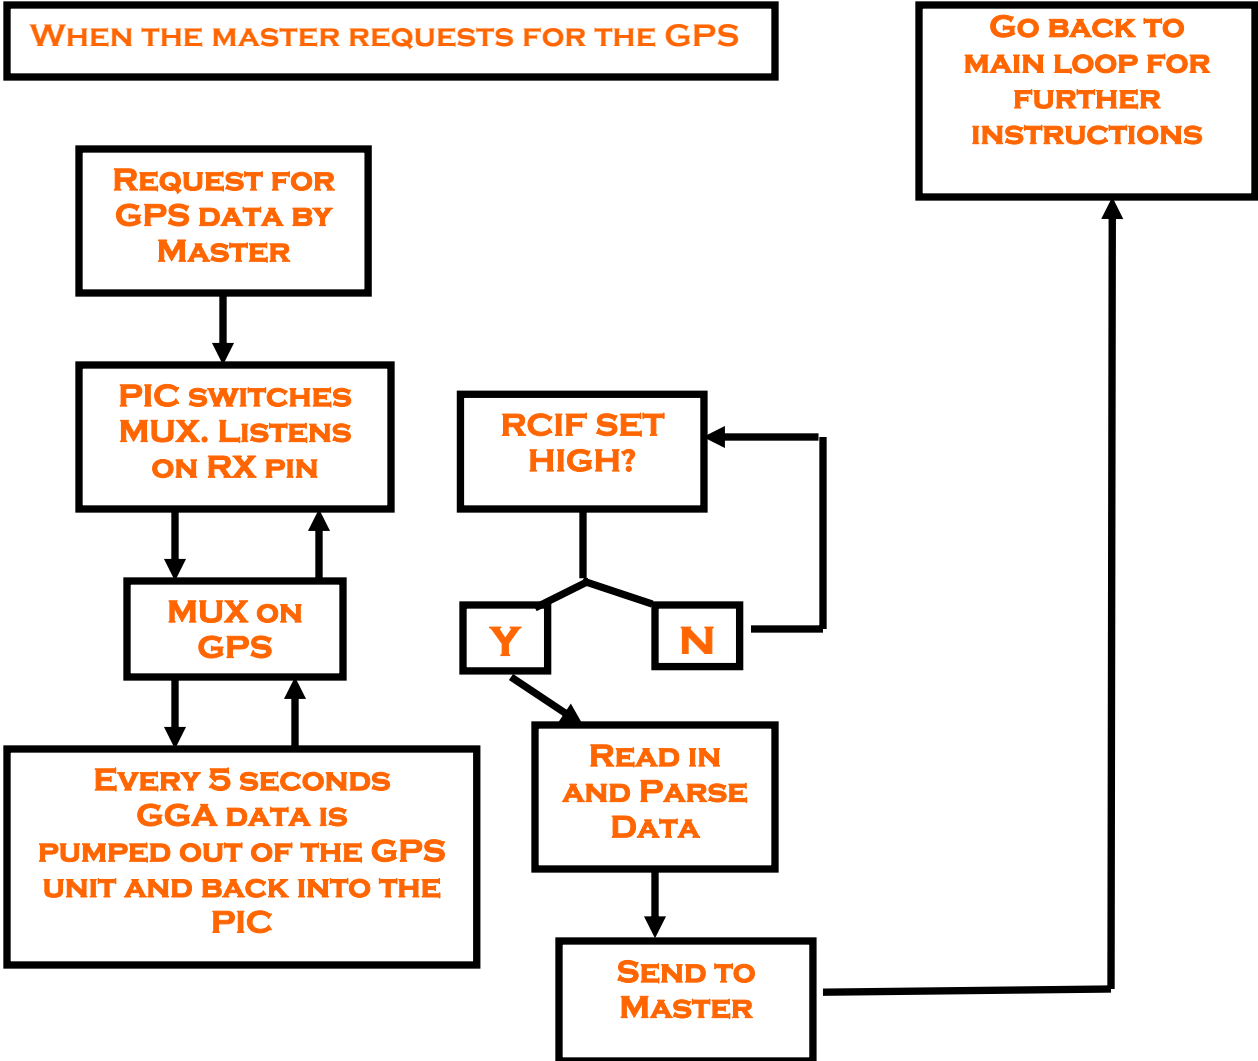 When the master requests for the GPS
Go back to
main loop for
further
instructions
Request for
GPS data by
Master
PIC switches
MUX. Listens
on RX pin
MUX on
GPS
Every 5 seconds
GGA data is
pumped out of the GPS
unit and back into the
PIC
RCIF SET
HIGH?
Y
N
Read in
and Parse
Data
Send to
Master